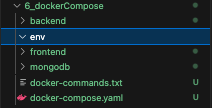 6_dockerCompose
backend
env
frontend
mongodb
docker-commands.txt U
docker-compose.yaml U